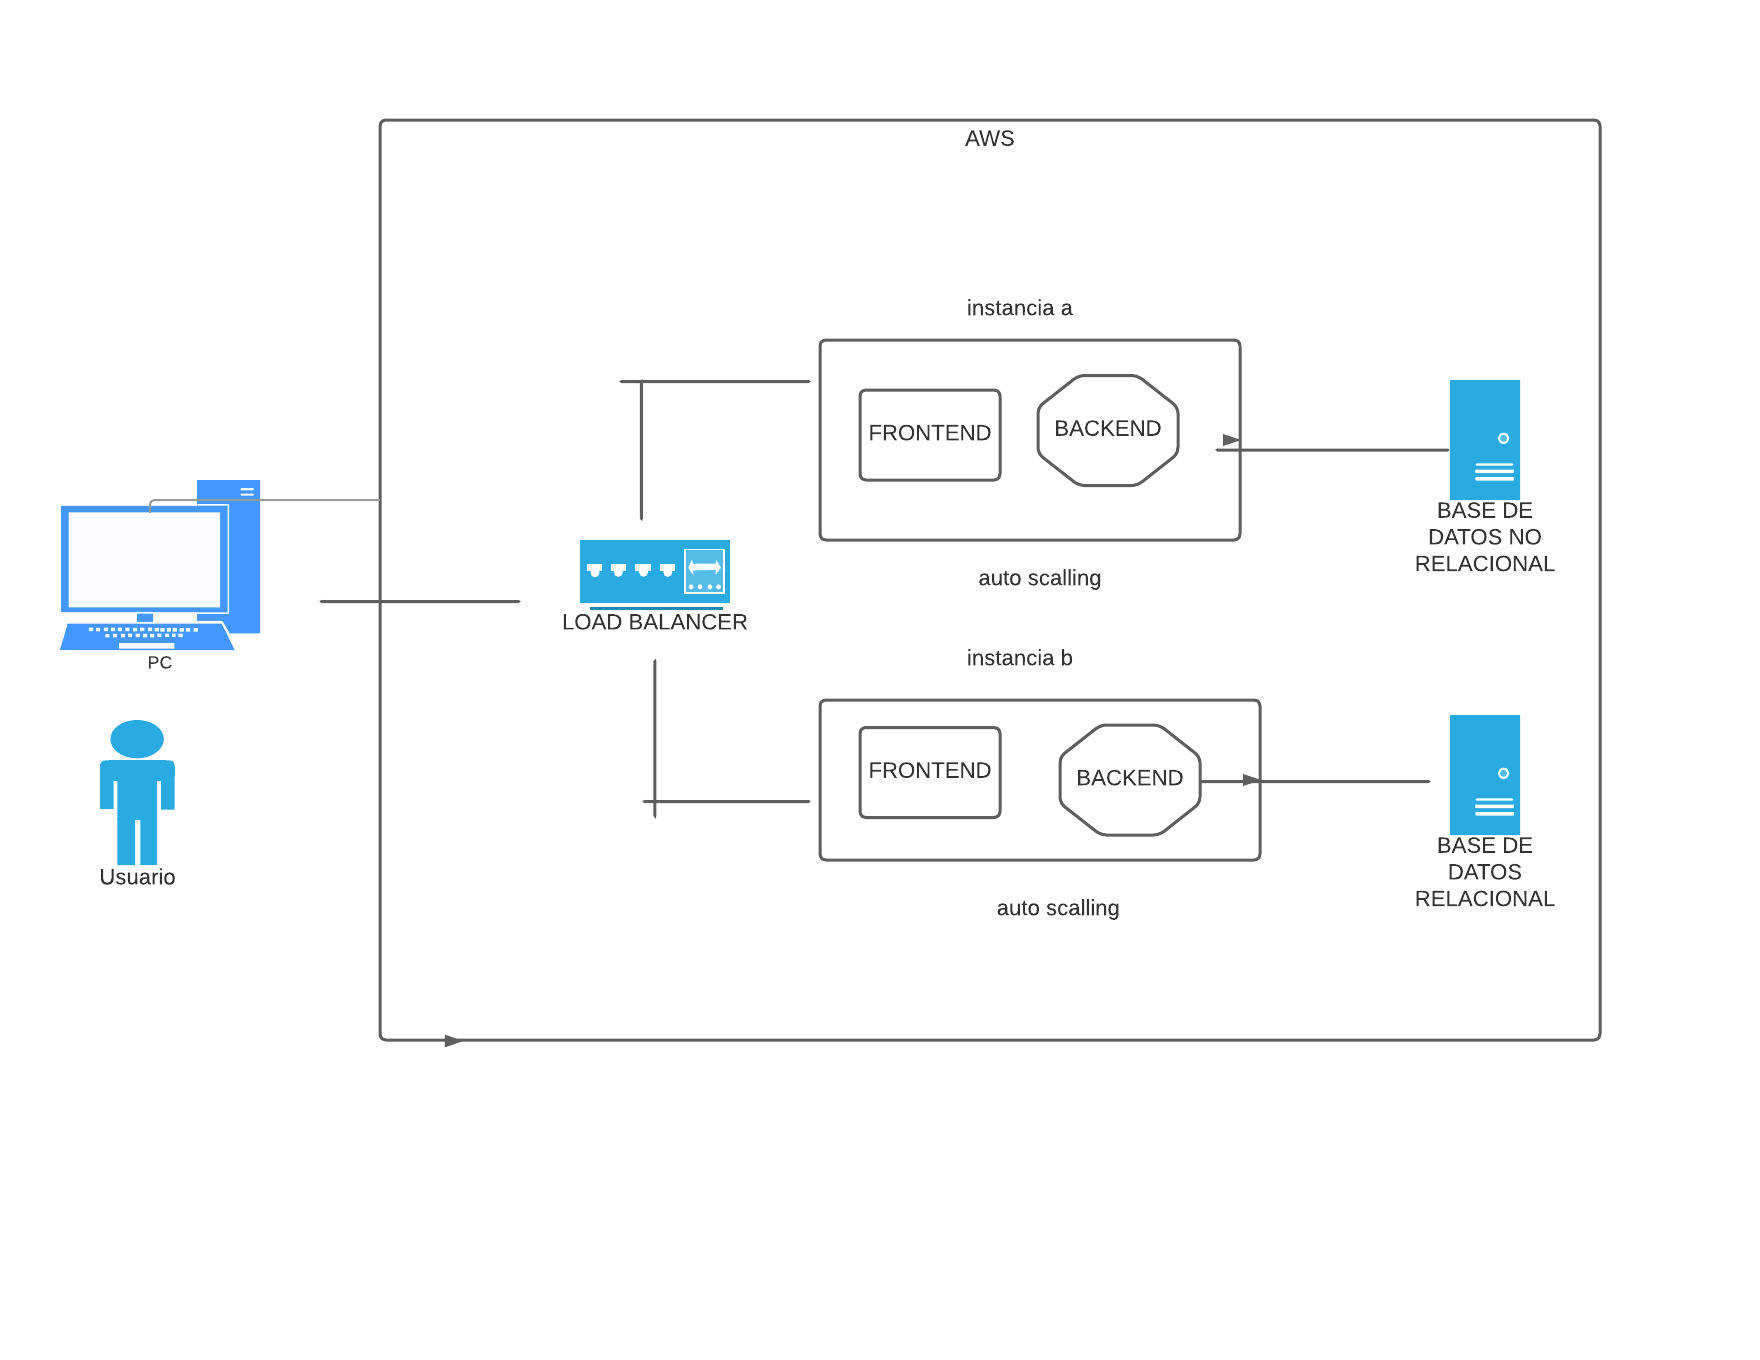 AWS
instancia a
FRONTEND
BACKEND
BASE DE
DATOS NO
RELACIONAL
auto scalling
LOAD BALANCER
PC
instancia b
FRONTEND
BACKEND
BASE DE
DATOS
RELACIONAL
Usuario
auto scalling